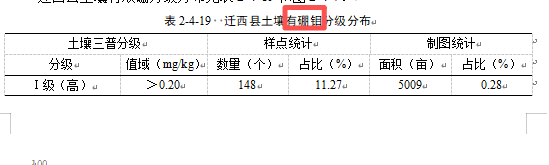 表 2-4-19··迁西县土壤有硼钼分级分布
土壤三普分级 样点统计 制图统计
分级 值域（mg/kg） 数量（个） 占比（%） 面积（亩） 占比（%）
Ⅰ级（高） ＞0.20 148 11.27 5009 0.28